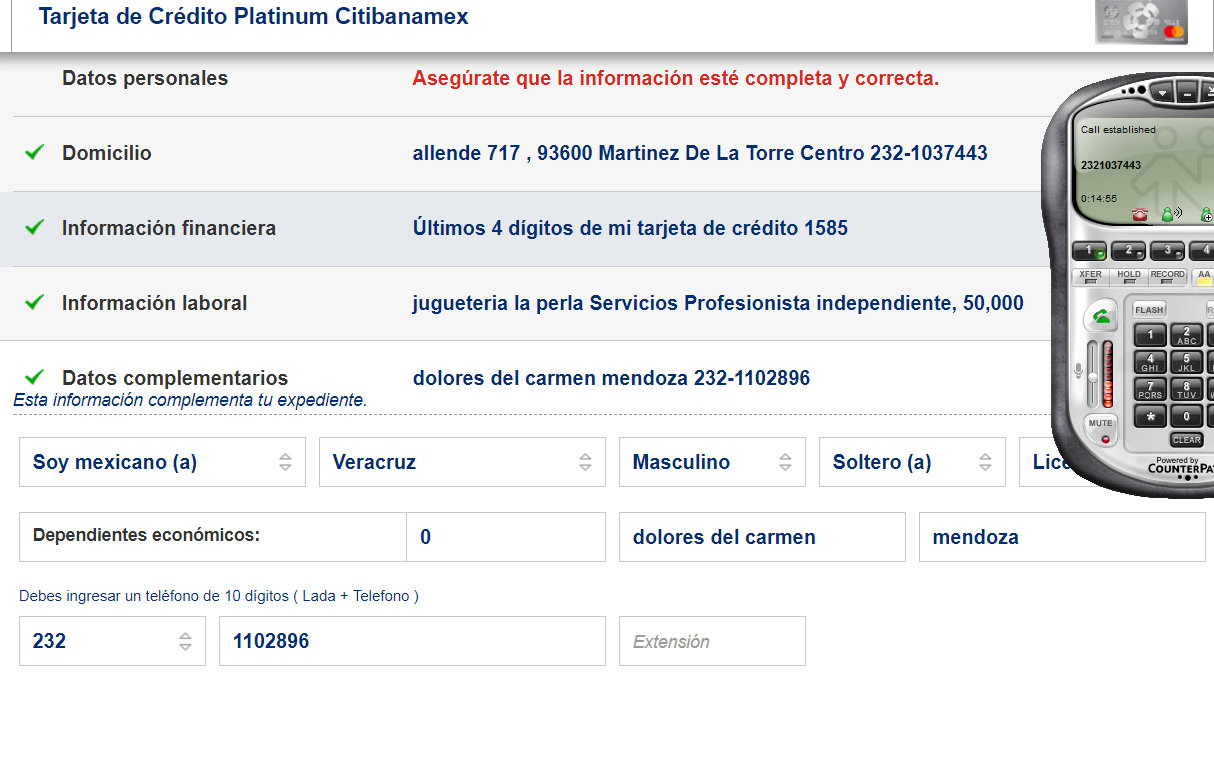 Tarjeta de Crédito Platinum Citibanamex
Datos personales Asegúrate que la información esté completa y correcta.
Domicilio allende 717 , 93600 Martinez De La Torre Centro 232-1037443
Información financiera Últimos 4 dígitos de mi tarjeta de crédito 1585
Información laboral jugueteria la perla Servicios Profesionista independiente, 50,000
Datos complementarios dolores del carmen mendoza 232-1102896
Esta información complementa tu expediente.
Soy mexicano (a) Veracruz Masculino Soltero (a)
Dependientes económicos: 0 dolores del carmen mendoza
Debes ingresar un teléfono de 10 dígitos ( Lada + Telefono )
232 1102896 Extensión
Call established
2321037443
0:14:55
1 2 3 4
XFER HOLD RECORD AA
FLASH
1 2 ABC
4 GHI 5 JKL
7 PQRS 8 TUV
* 0
MUTE
CLEAR
Powered by